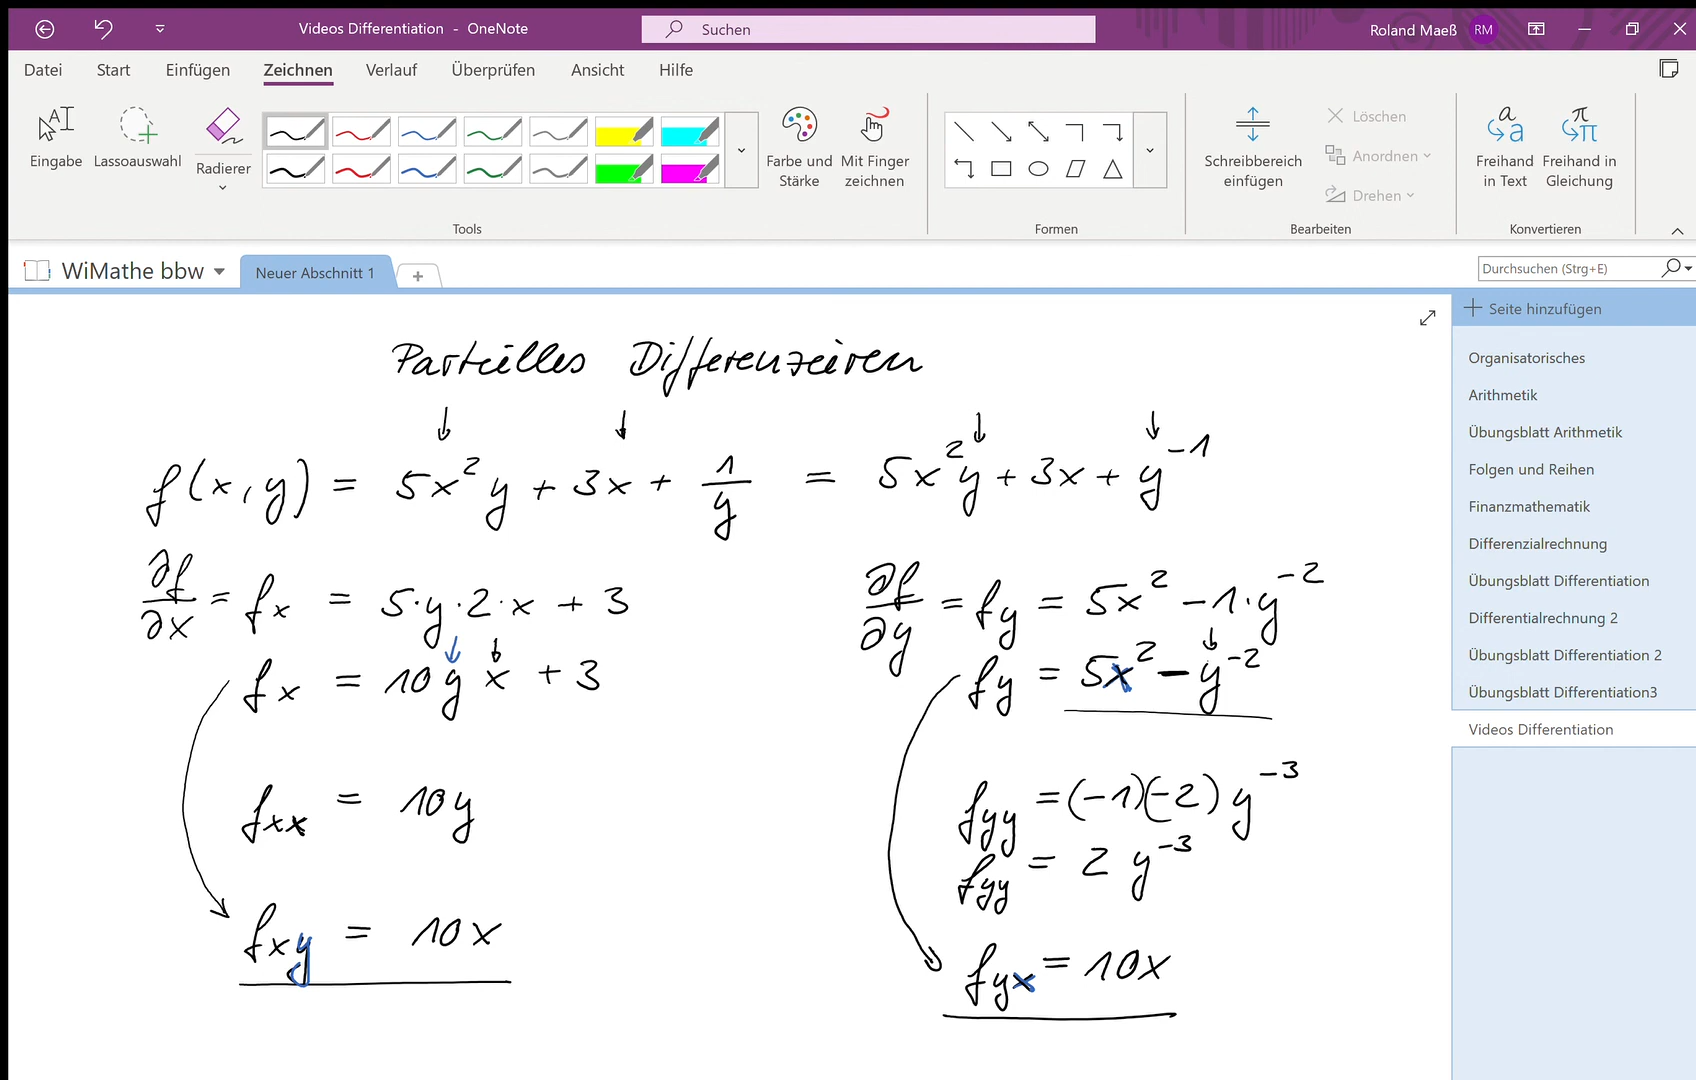 Videos Differentiation - OneNote
Suchen
Roland Maeß RM
Datei Start Einfügen Zeichnen Verlauf Überprüfen Ansicht Hilfe
Eingabe
Lassoauswahl
Radierer
Farbe und Stärke
Mit Finger zeichnen
Schreibbereich einfügen
Löschen
Anordnen
Drehen
Freihand in Text
Freihand in Gleichung
Tools Formen Bearbeiten Konvertieren
WiMathe bbw
Neuer Abschnitt 1
+
Durchsuchen (Strg+E)
Seite hinzufügen
Organisatorisches
Arithmetik
Übungsblatt Arithmetik
Folgen und Reihen
Finanzmathematik
Differenzialrechnung
Übungsblatt Differentiation
Differentialrechnung 2
Übungsblatt Differentiation 2
Übungsblatt Differentiation3
Videos Differentiation
Partielles Differenzieren
f(x,y) = 5x²y + 3x + 1/y = 5x²y + 3x + y⁻¹
∂f/∂x = fx = 5·y·2·x + 3
fx = 10y x + 3
fxx = 10y
fxy = 10x
∂f/∂y = fy = 5x² − 1·y⁻²
fy = 5x² − y⁻²
fyy = (−1)(−2) y⁻³
fyy = 2 y⁻³
fyx = 10x